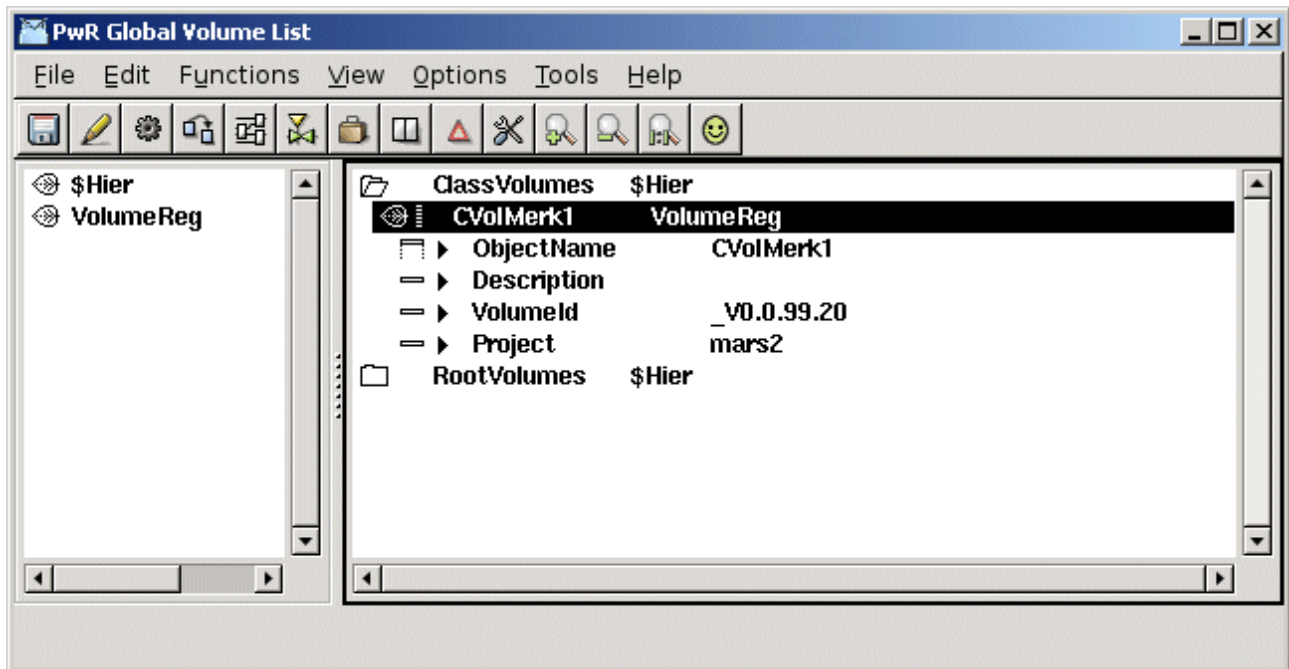 PwR Global Volume List
File Edit Functions View Options Tools Help
$Hier
VolumeReg
ClassVolumes $Hier
CVolMerk1 VolumeReg
ObjectName CVolMerk1
Description
VolumeId _V0.0.99.20
Project mars2
RootVolumes $Hier